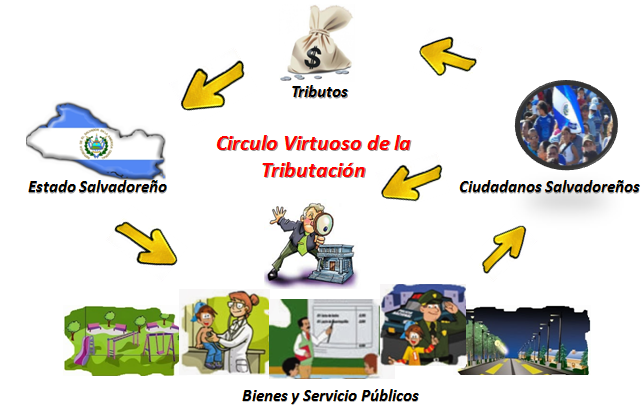 $
Tributos
Circulo Virtuoso de la
Tributación
Estado Salvadoreño
Ciudadanos Salvadoreños
Bienes y Servicio Públicos